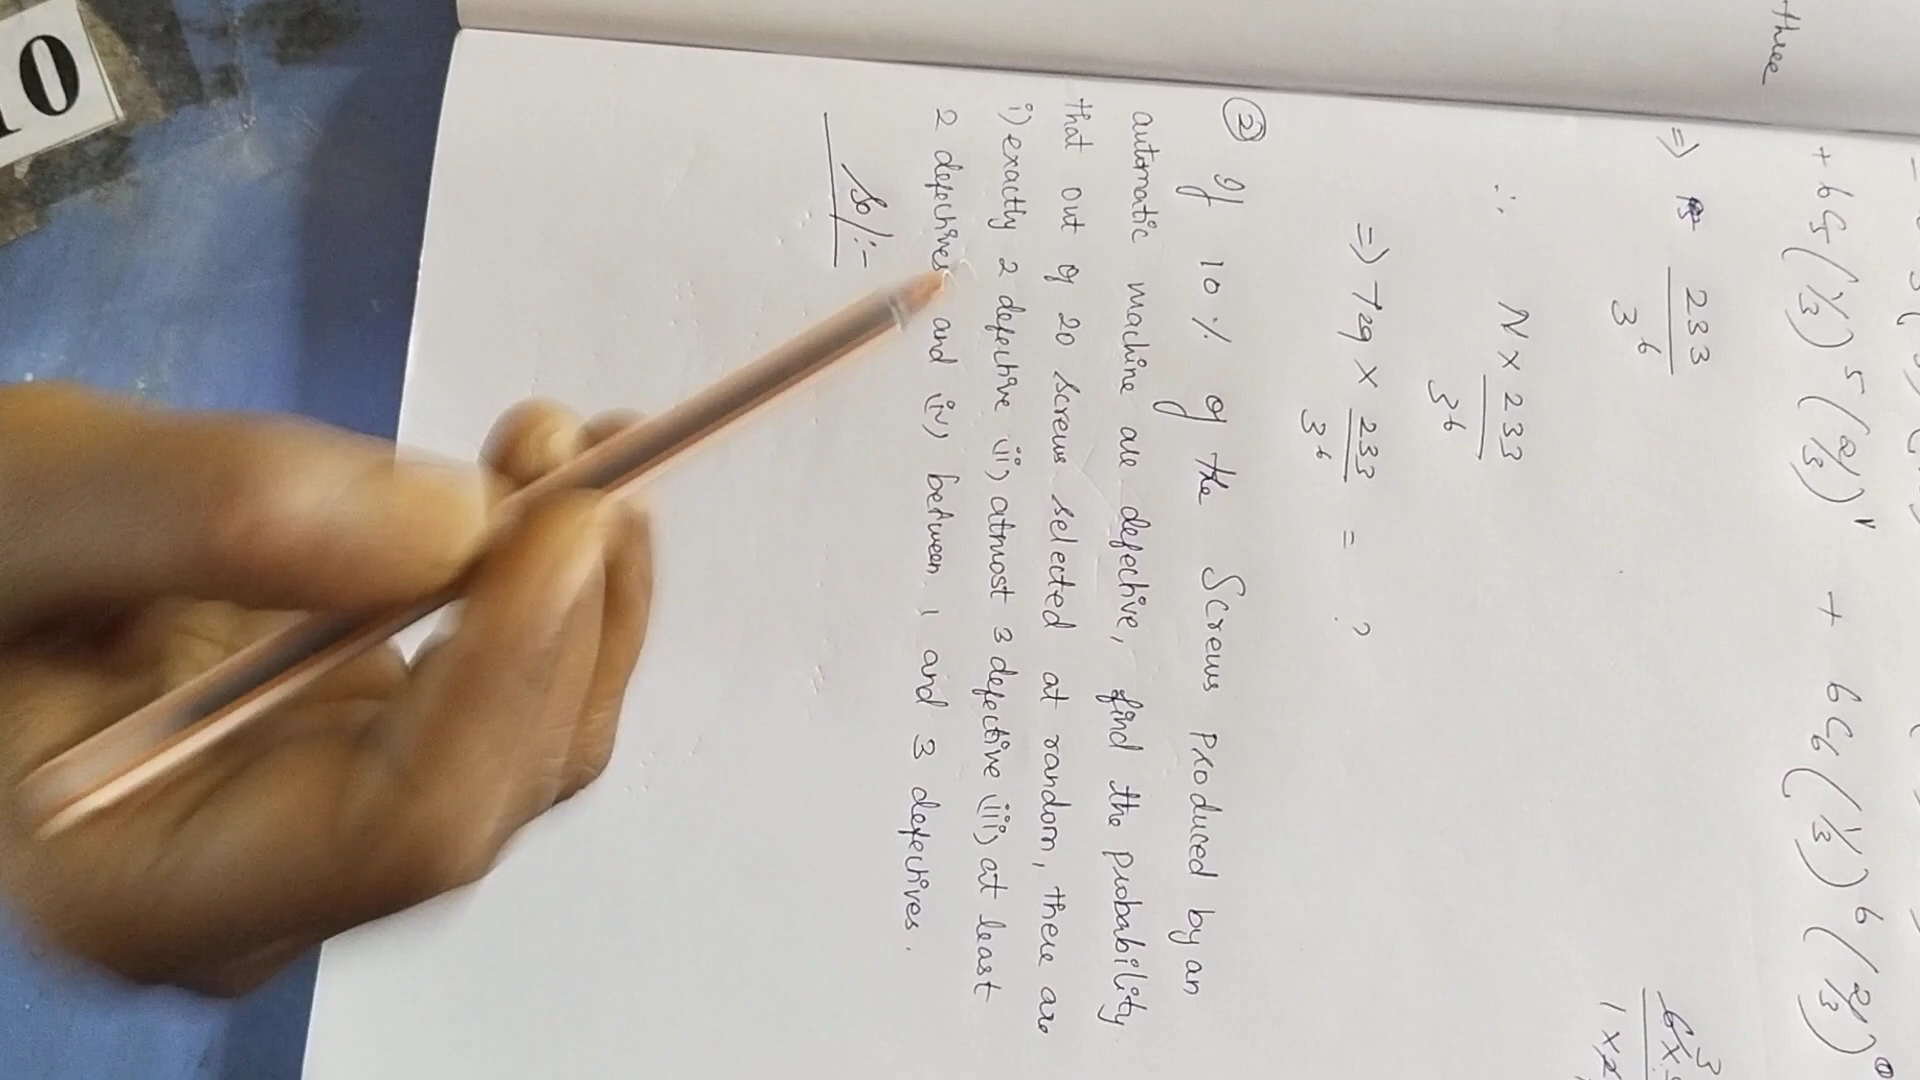 three
+ 6C5 (1/3)^5 (2/3)^1 + 6C6 (1/3)^6 (2/3)^0
=> 233/3^6
∴ N × 233/3^6
=> 729 × 233/3^6 = ?
② If 10 % of the Screws Produced by an
automatic machine are defective, find the Probability
that out of 20 screws selected at random, there are
i) exactly 2 defective ii) atmost 3 defective iii) at least
2 defectives and iv) between 1 and 3 defectives.
Sol:-
10